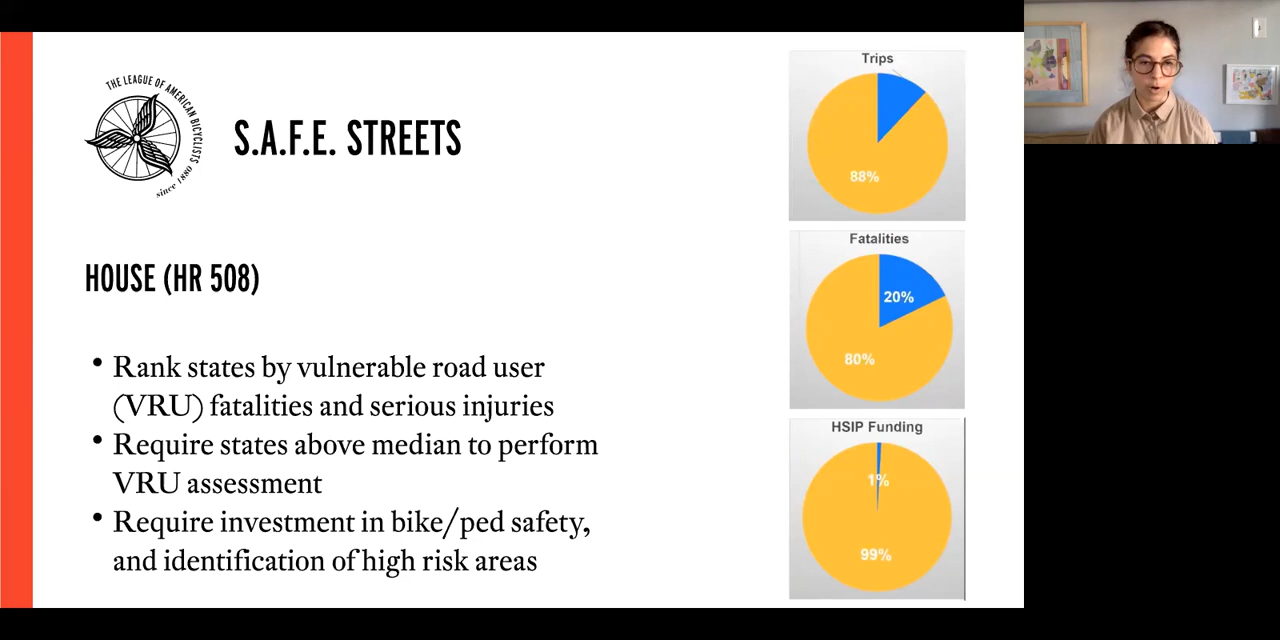 THE LEAGUE OF AMERICAN BICYCLISTS
since 1880
S.A.F.E. STREETS
HOUSE (HR 508)
• Rank states by vulnerable road user
(VRU) fatalities and serious injuries
• Require states above median to perform
VRU assessment
• Require investment in bike/ped safety,
and identification of high risk areas
Trips
88%
Fatalities
20%
80%
HSIP Funding
1%
99%